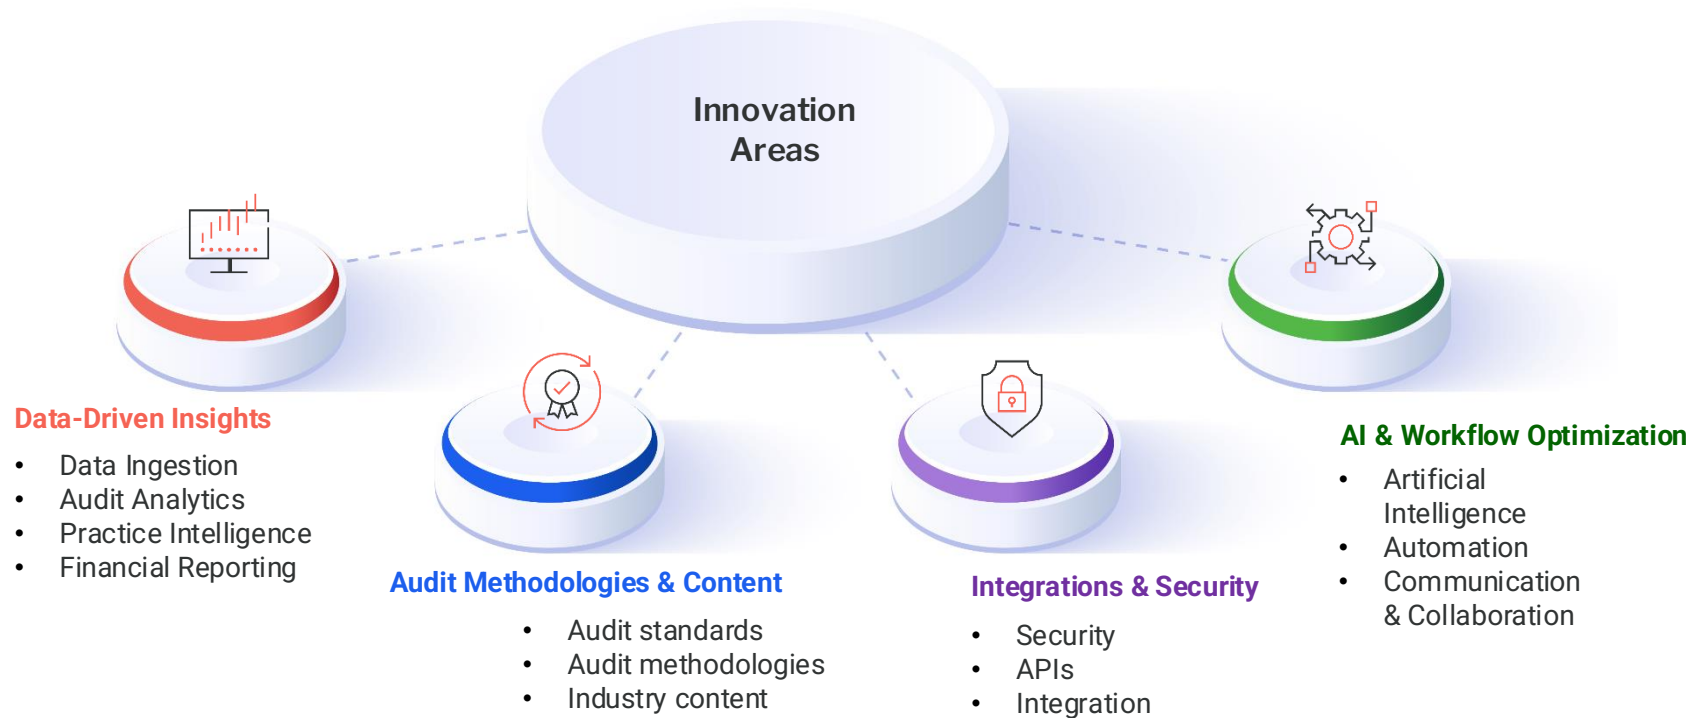 Innovation
Areas
Data-Driven Insights
• Data Ingestion
• Audit Analytics
• Practice Intelligence
• Financial Reporting
Audit Methodologies & Content
• Audit standards
• Audit methodologies
• Industry content
Integrations & Security
• Security
• APIs
• Integration
AI & Workflow Optimization
• Artificial
Intelligence
• Automation
• Communication
& Collaboration